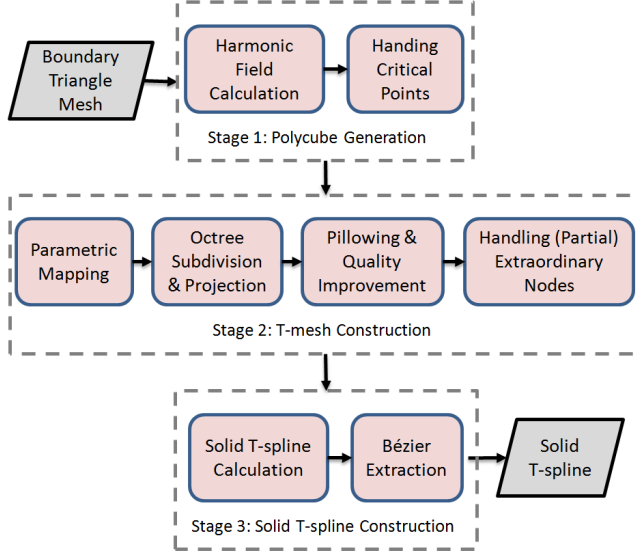 Boundary
Triangle
Mesh
Harmonic
Field
Calculation
Handing
Critical
Points
Stage 1: Polycube Generation
Parametric
Mapping
Octree
Subdivision
& Projection
Pillowing &
Quality
Improvement
Handling (Partial)
Extraordinary
Nodes
Stage 2: T-mesh Construction
Solid T-spline
Calculation
Bézier
Extraction
Stage 3: Solid T-spline Construction
Solid
T-spline